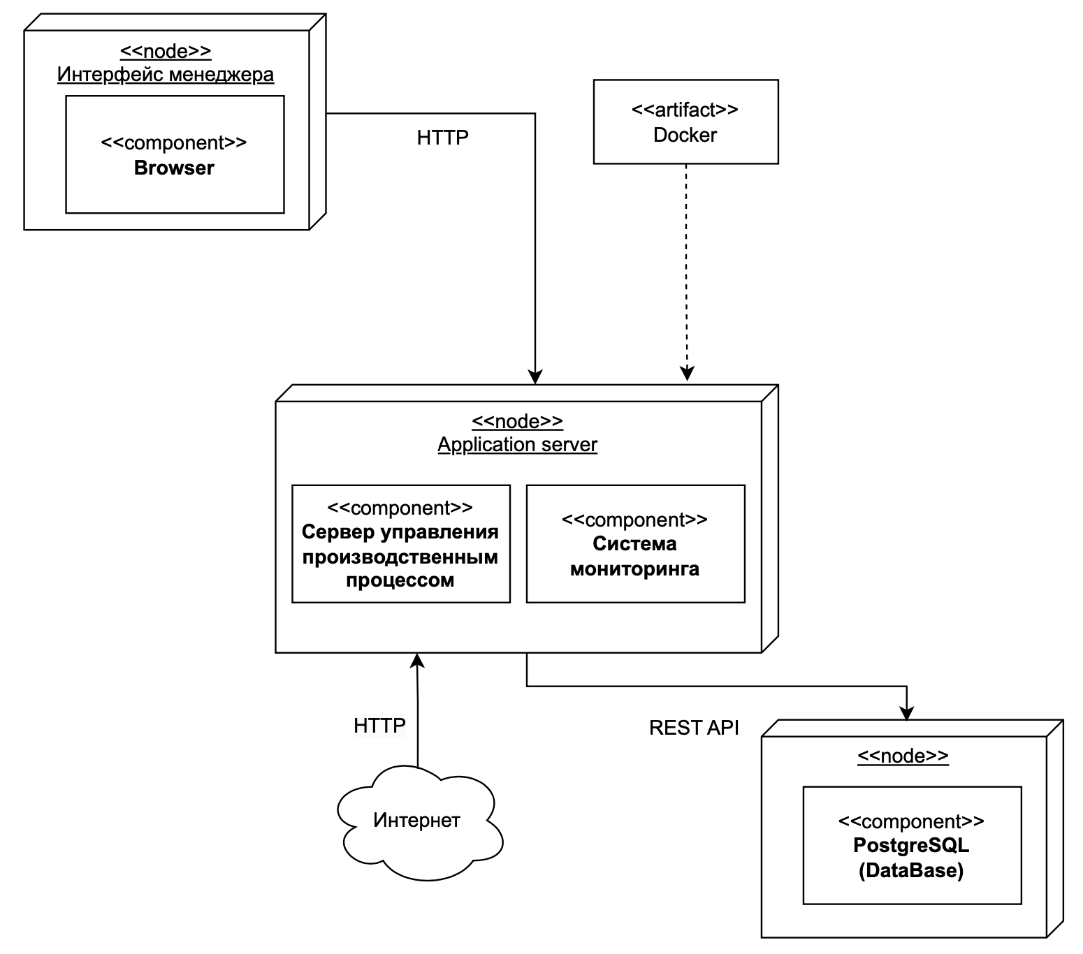 <<node>>
Интерфейс менеджера
<<component>>
Browser
HTTP
<<artifact>>
Docker
<<node>>
Application server
<<component>>
Сервер управления
производственным
процессом
<<component>>
Система
мониторинга
HTTP
REST API
Интернет
<<node>>
<<component>>
PostgreSQL
(DataBase)